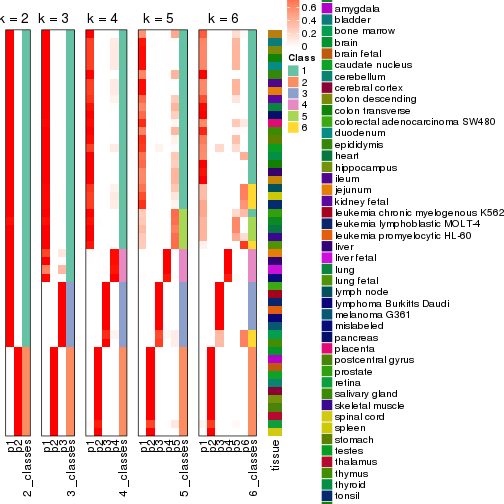 k = 2 k = 3 k = 4 k = 5 k = 6
0.6
0.4
0.2
0
Class
1
2
3
4
5
6
amygdala
bladder
bone marrow
brain
brain fetal
caudate nucleus
cerebellum
cerebral cortex
colon descending
colon transverse
colorectal adenocarcinoma SW480
duodenum
epididymis
heart
hippocampus
ileum
jejunum
kidney fetal
leukemia chronic myelogenous K562
leukemia lymphoblastic MOLT-4
leukemia promyelocytic HL-60
liver
liver fetal
lung
lung fetal
lymph node
lymphoma Burkitts Daudi
melanoma G361
mislabeled
pancreas
placenta
postcentral gyrus
prostate
retina
salivary gland
skeletal muscle
spinal cord
spleen
stomach
testes
thalamus
thymus
thyroid
tonsil
p1
p2
2_classes
p1
p2
p3
3_classes
p1
p2
p3
p4
4_classes
p1
p2
p3
p4
p5
5_classes
p1
p2
p3
p4
p5
p6
6_classes
tissue